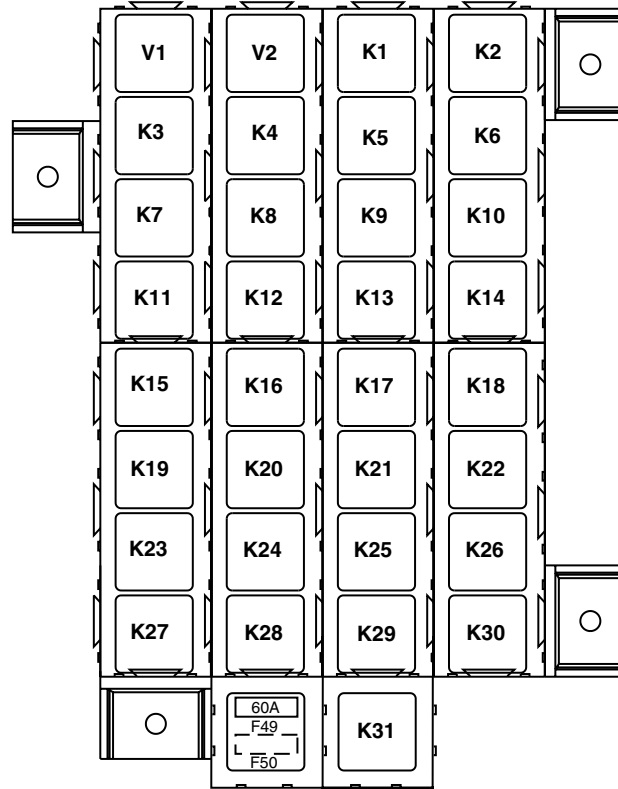 V1 V2 K1 K2
K3 K4 K5 K6
K7 K8 K9 K10
K11 K12 K13 K14
K15 K16 K17 K18
K19 K20 K21 K22
K23 K24 K25 K26
K27 K28 K29 K30
60A
F49
K31
F50